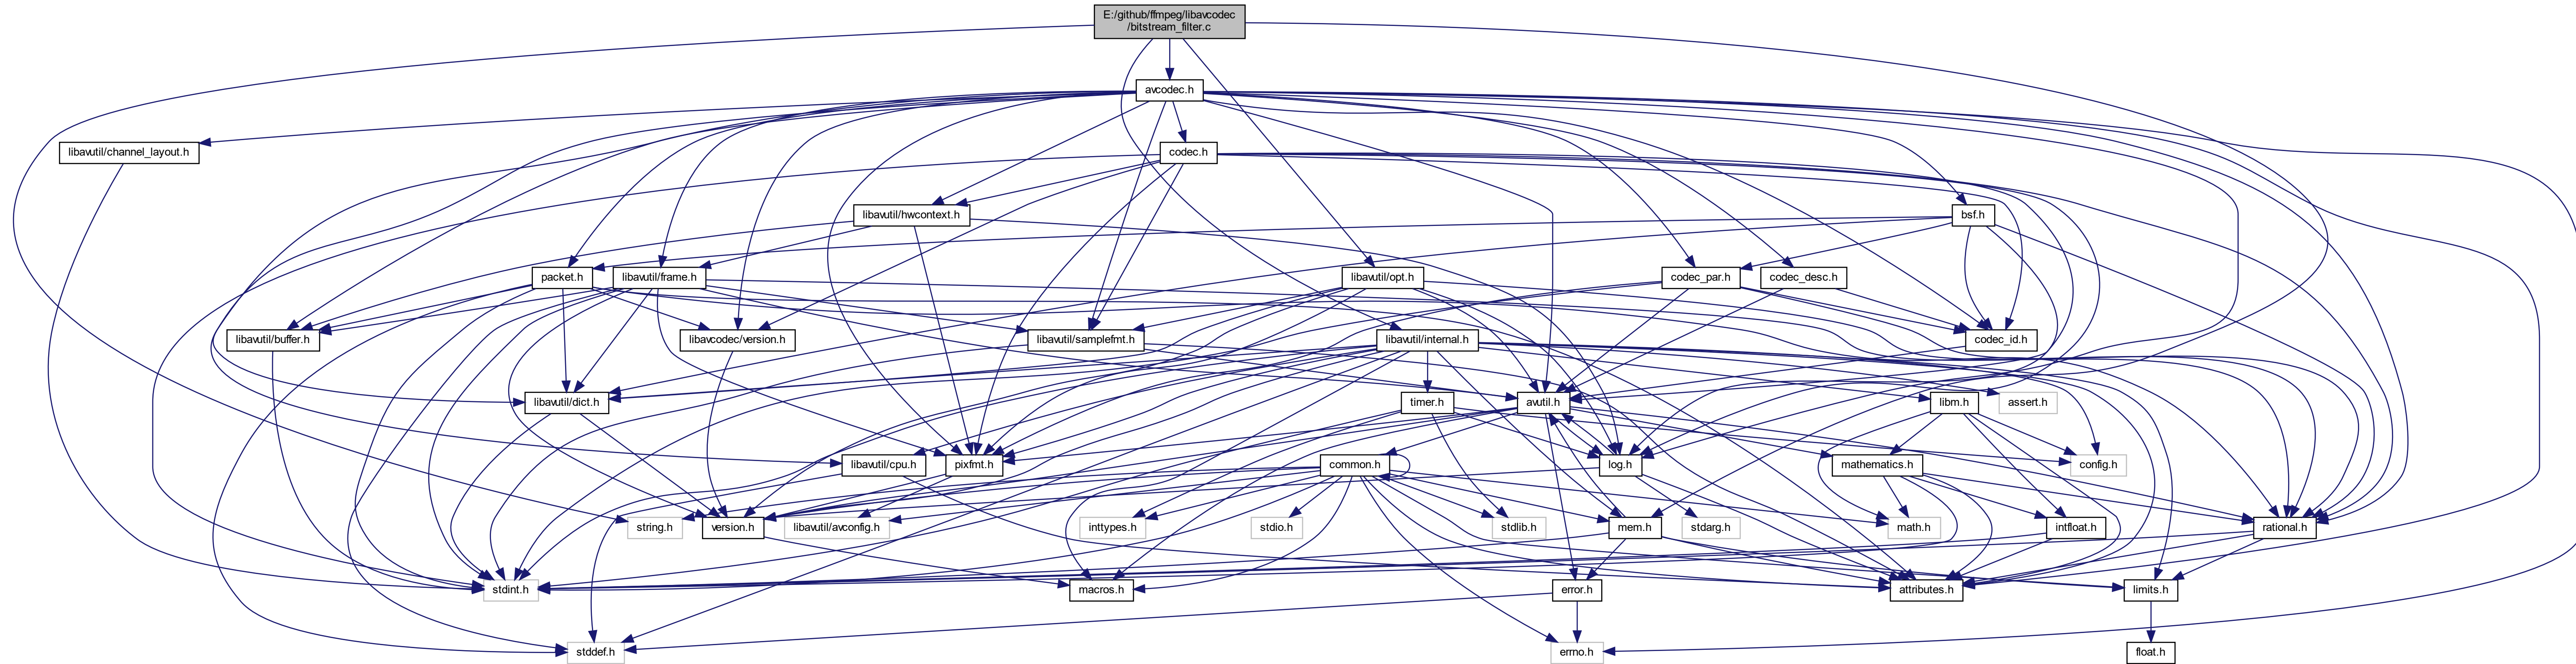 E:/github/ffmpeg/libavcodec
/bitstream_filter.c
avcodec.h
libavutil/channel_layout.h
codec.h
libavutil/hwcontext.h
bsf.h
packet.h
libavutil/frame.h
libavutil/opt.h
codec_par.h
codec_desc.h
libavutil/buffer.h
libavcodec/version.h
libavutil/samplefmt.h
libavutil/internal.h
codec_id.h
libavutil/dict.h
timer.h
avutil.h
libm.h
assert.h
libavutil/cpu.h
pixfmt.h
common.h
log.h
mathematics.h
config.h
string.h
version.h
libavutil/avconfig.h
inttypes.h
stdio.h
stdlib.h
mem.h
stdarg.h
math.h
intfloat.h
rational.h
stdint.h
macros.h
error.h
attributes.h
limits.h
stddef.h
errno.h
float.h